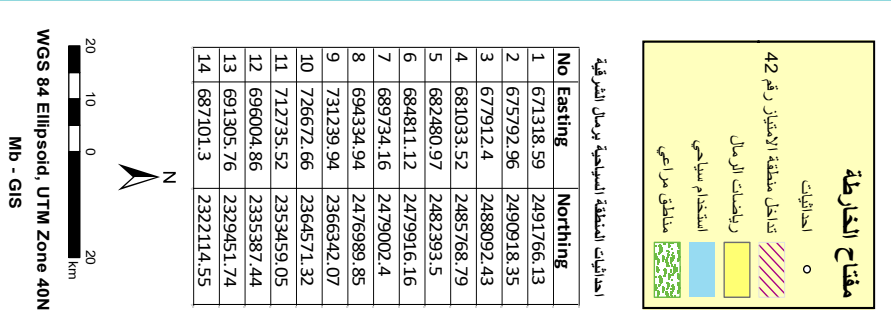 مفتاح الخارطة
احداثيات
تداخل منطقة الامتياز رقم 42
رياضات الرمال
استخدام سياحي
مناطق مراعي
احداثيات المنطقة السياحية برمال الشرقية
No Easting Northing
1 671318.59 2491766.13
2 675792.96 2490918.35
3 677912.4 2488092.43
4 681033.52 2485768.79
5 682480.97 2482393.5
6 684811.12 2479916.16
7 689734.16 2479002.4
8 694334.94 2476989.85
9 731239.94 2366342.07
10 726672.66 2364571.32
11 712735.52 2353459.05
12 696004.86 2335387.44
13 691305.76 2329451.74
14 687101.3 2322114.55
N
20 10 0 20
km
WGS 84 Ellipsoid, UTM Zone 40N
Mb - GIS